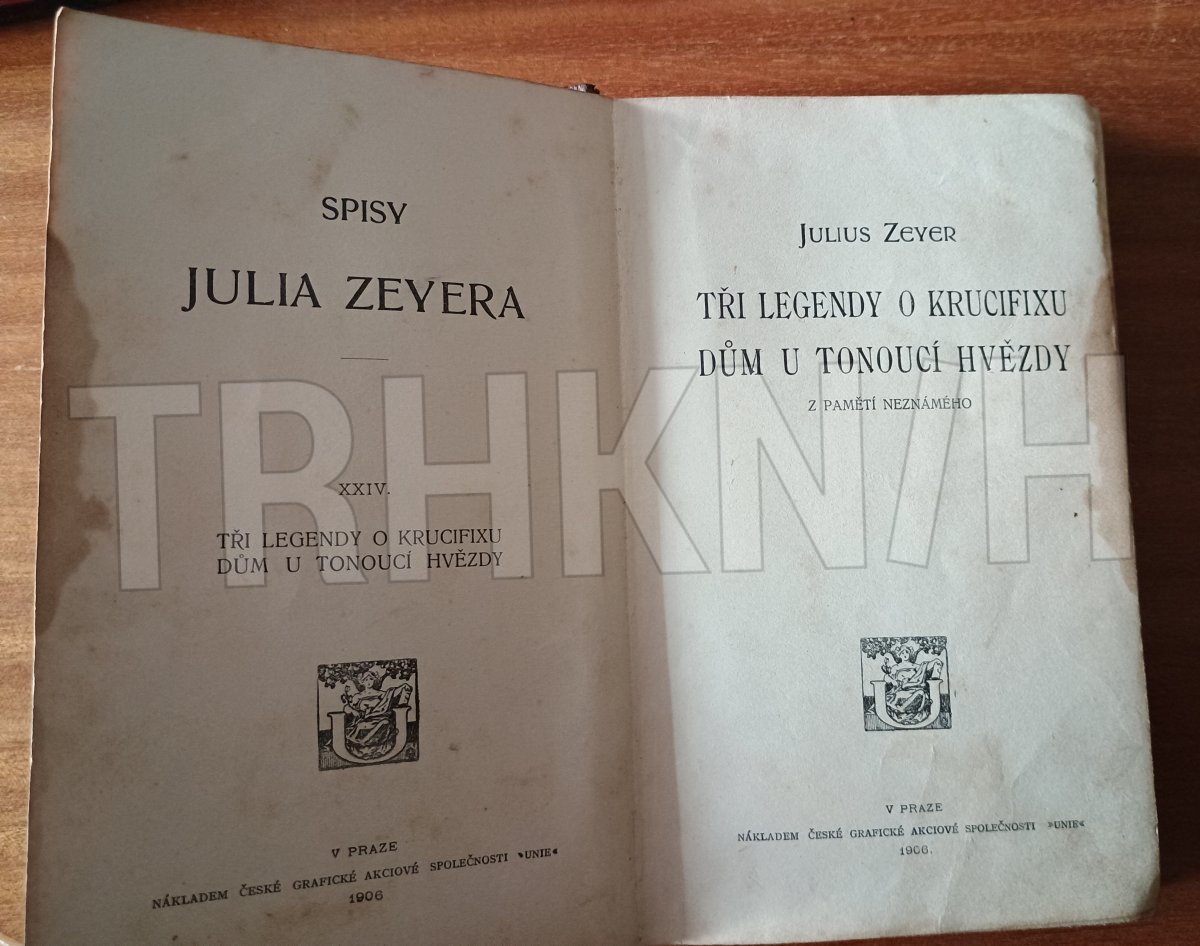 SPISY
JULIA ZEYERA
XXIV.
TŘI LEGENDY O KRUCIFIXU
DŮM U TONOUCÍ HVĚZDY
U
V PRAZE
NÁKLADEM ČESKÉ GRAFICKÉ AKCIOVÉ SPOLEČNOSTI »UNIE«
1906
JULIUS ZEYER
TŘI LEGENDY O KRUCIFIXU
DŮM U TONOUCÍ HVĚZDY
Z PAMĚTÍ NEZNÁMÉHO
U
V PRAZE
NÁKLADEM ČESKÉ GRAFICKÉ AKCIOVÉ SPOLEČNOSTI »UNIE«
1906.
TRHKNIH